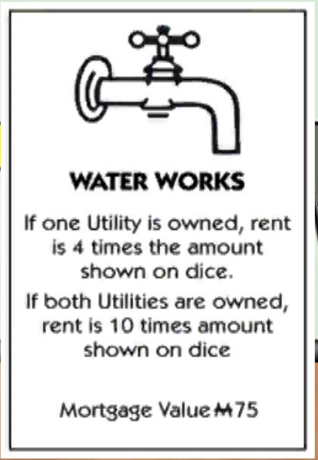 WATER WORKS
If one Utility is owned, rent
is 4 times the amount
shown on dice.
If both Utilities are owned,
rent is 10 times amount
shown on dice
Mortgage Value ₩75